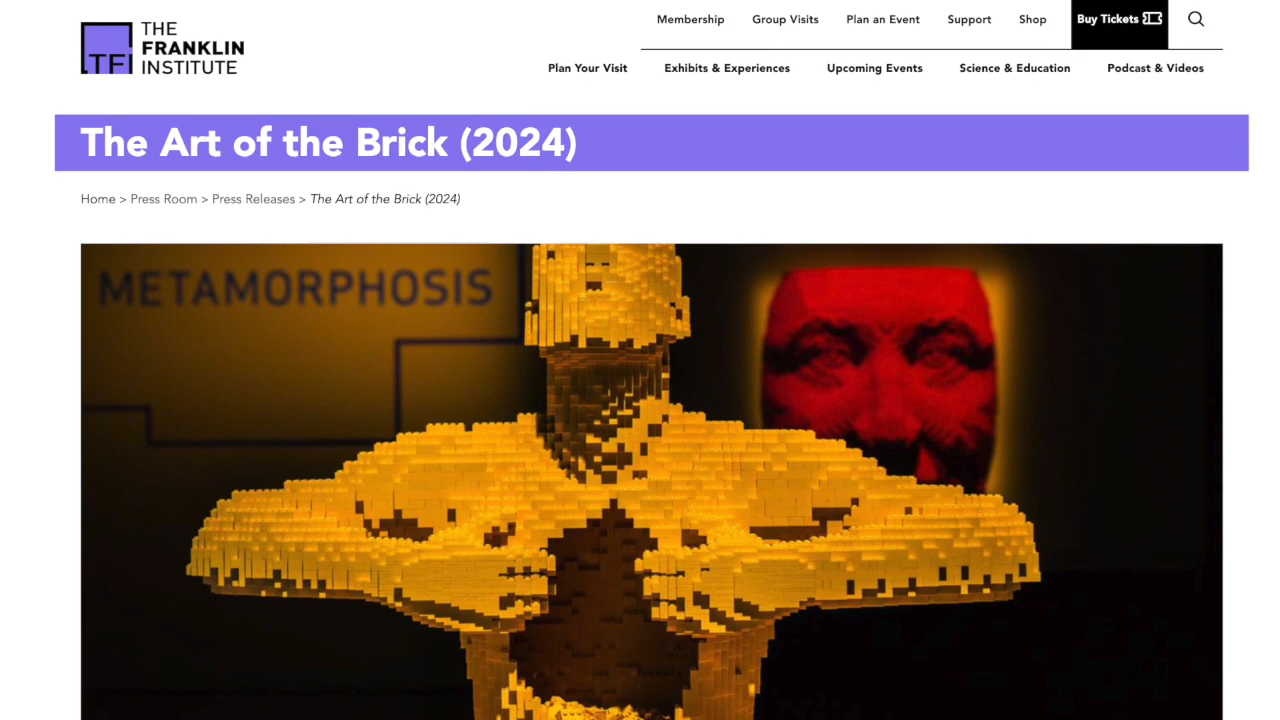 THE
FRANKLIN
INSTITUTE
TFI
Membership Group Visits Plan an Event Support Shop Buy Tickets
Plan Your Visit Exhibits & Experiences Upcoming Events Science & Education Podcast & Videos
The Art of the Brick (2024)
Home > Press Room > Press Releases > The Art of the Brick (2024)
METAMORPHOSIS